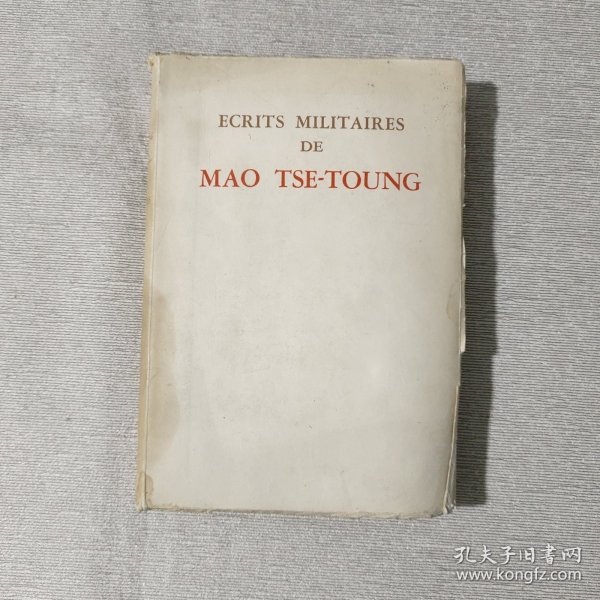 ECRITS MILITAIRES
DE
MAO TSE-TOUNG
孔夫子旧书网
www.kongfz.com